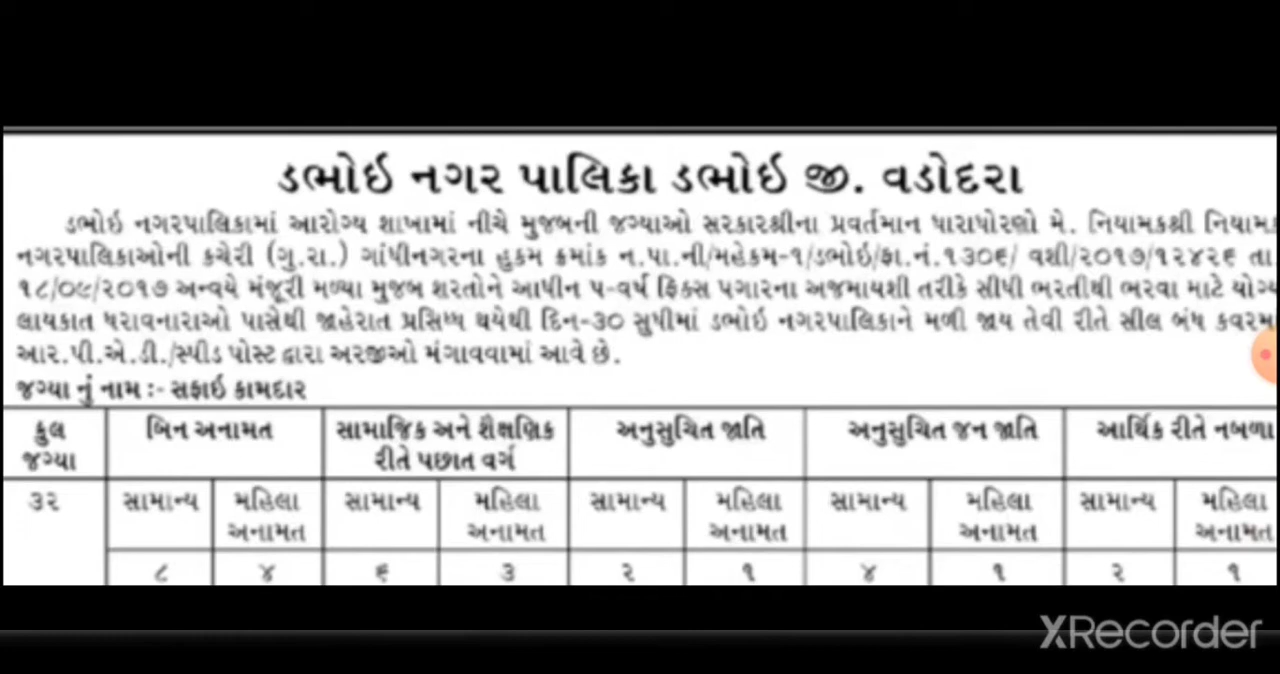 ડભોઇ નગર પાલિકા ડભોઇ જી. વડોદરા
ડભોઇ નગરપાલિકામાં આરોગ્ય શાખામાં નીચે મુજબની જગ્યાઓ સરકારશ્રીના પ્રવર્તમાન ધારાધોરણો મે. નિયામકશ્રી
નગરપાલિકાઓની કચેરી (ગુ.રા.) ગાંધીનગરના હુકમ ક્રમાંક ન.પા.ની/મહેકમ-૧/ડભોઇ/ફા.નં.૧૩૦૬/ વશી/૨૦૧૭/૧૨૪૨૬ તા
૧૮/૦૯/૨૦૧૭ અન્વયે મંજૂરી મળ્યા મુજબ શરતોને આધીન ૫-વર્ષ ફિક્સ પગારના અજમાયશી તરીકે સીધી ભરતીથી ભરવા માટે યોગ્ય
લાયકાત ધરાવનારાઓ પાસેથી જાહેરાત પ્રસિધ્ધ થયેથી દિન-૩૦ સુધીમાં ડભોઇ નગરપાલિકાને મળી જાય તેવી રીતે સીલ બંધ
આર.પી.એ.ડી./સ્પીડ પોસ્ટ દ્વારા અરજીઓ મંગાવવામાં આવે છે.
જગ્યા નું નામ :- સફાઇ કામદાર
કુલ જગ્યા બિન અનામત સામાજિક અને શૈક્ષણિક રીતે પછાત વર્ગ અનુસુચિત જાતિ અનુસુચિત જન જાતિ આર્થિક રીતે નબળા
૩૨ સામાન્ય મહિલા અનામત સામાન્ય મહિલા અનામત સામાન્ય મહિલા અનામત સામાન્ય મહિલા અનામત સામાન્ય મહિલા અનામત
૮ ૪ ૬ ૩ ૨ ૧ ૪ ૧ ૨ ૧
XRecorder